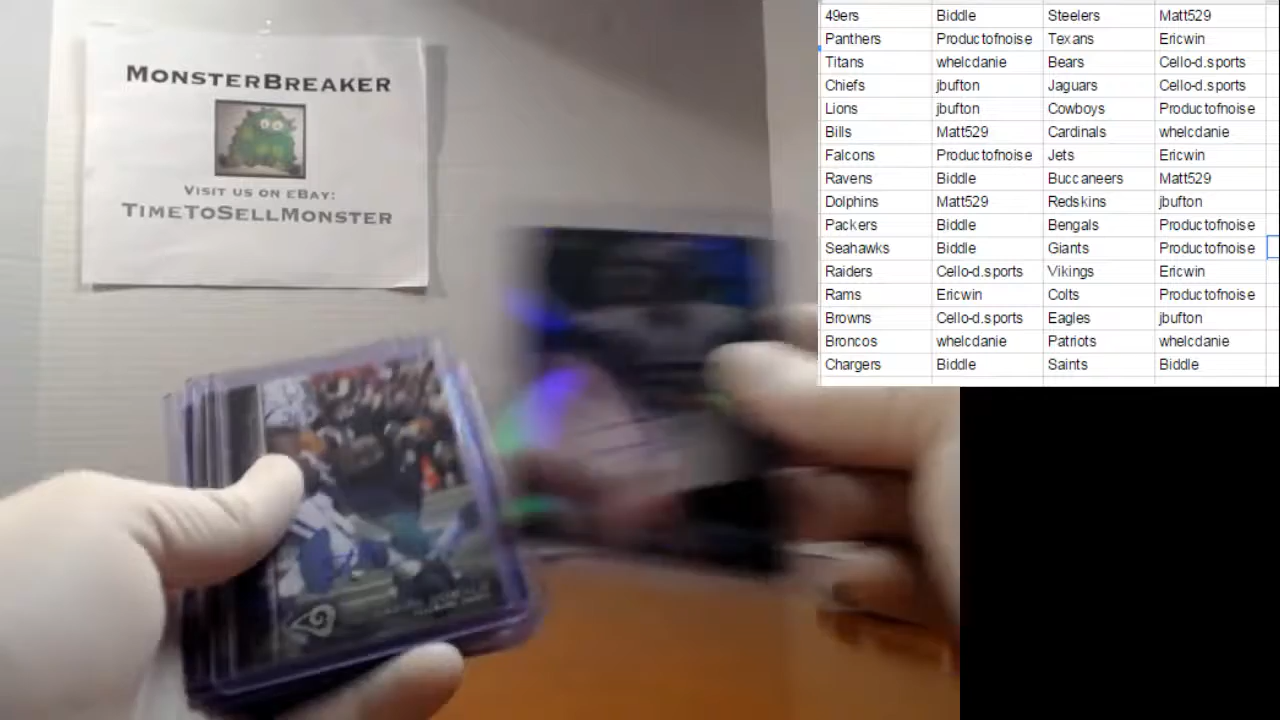 MONSTERBREAKER
VISIT US ON EBAY:
TIMETOSELLMONSTER
49ers Biddle Steelers Matt529
Panthers Productofnoise Texans Ericwin
Titans whelcdanie Bears Cello-d.sports
Chiefs jbufton Jaguars Cello-d.sports
Lions jbufton Cowboys Productofnoise
Bills Matt529 Cardinals whelcdanie
Falcons Productofnoise Jets Ericwin
Ravens Biddle Buccaneers Matt529
Dolphins Matt529 Redskins jbufton
Packers Biddle Bengals Productofnoise
Seahawks Biddle Giants Productofnoise
Raiders Cello-d.sports Vikings Ericwin
Rams Ericwin Colts Productofnoise
Browns Cello-d.sports Eagles jbufton
Broncos whelcdanie Patriots whelcdanie
Chargers Biddle Saints Biddle